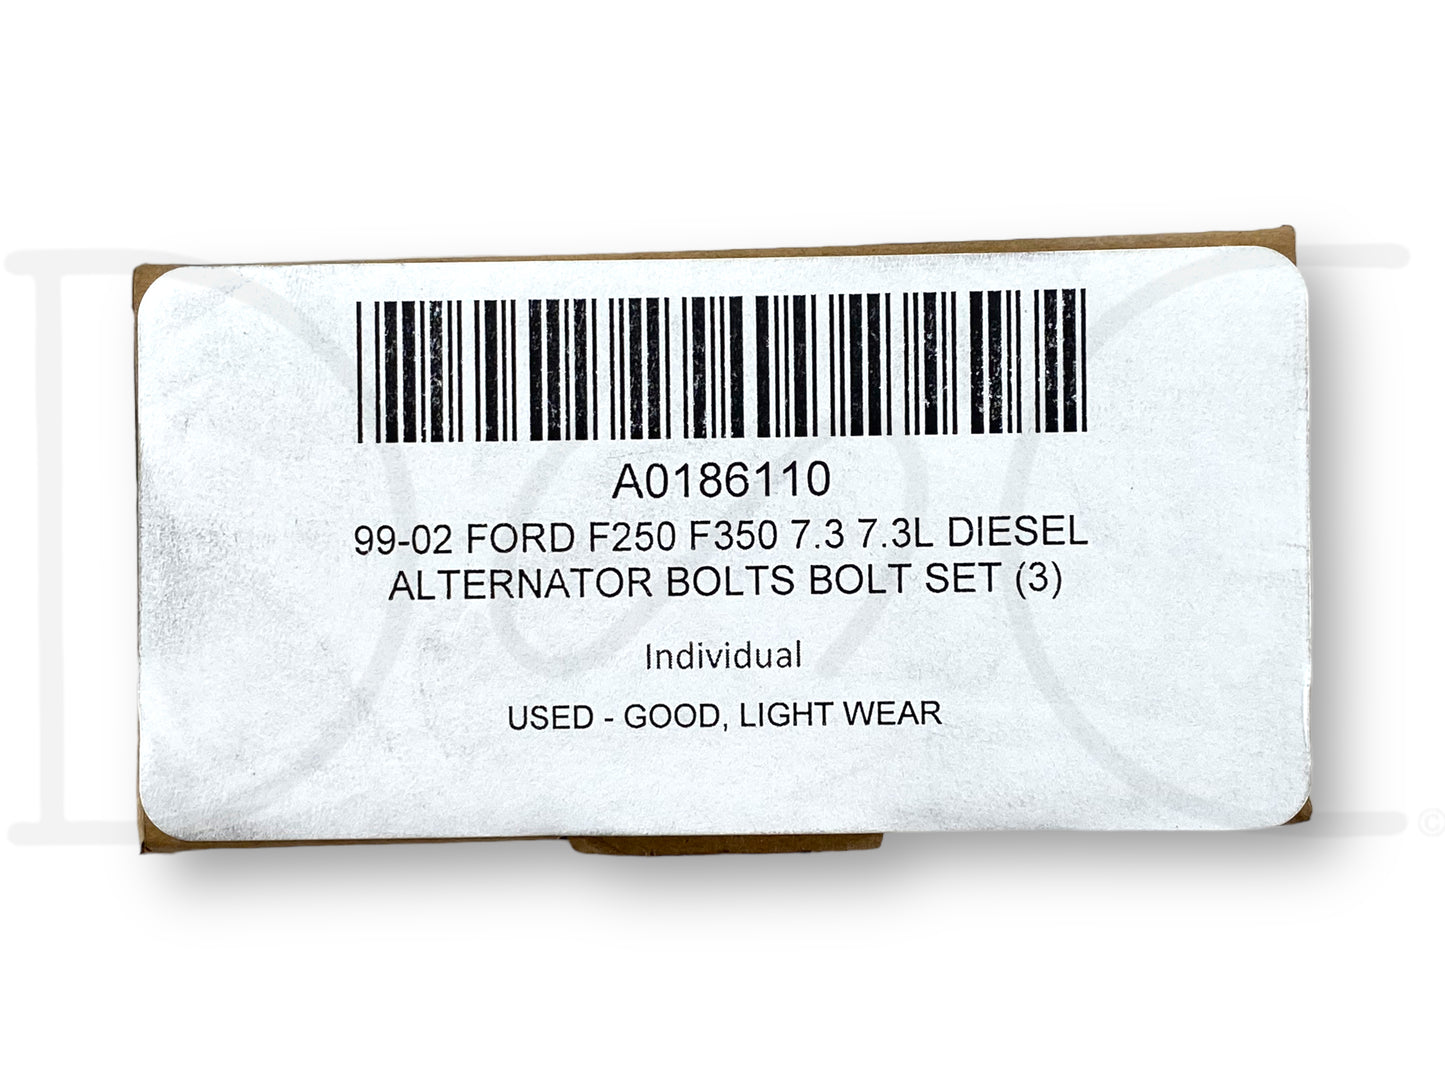 A0186110
99-02 FORD F250 F350 7.3 7.3L DIESEL
ALTERNATOR BOLTS BOLT SET (3)
Individual
USED - GOOD, LIGHT WEAR
©